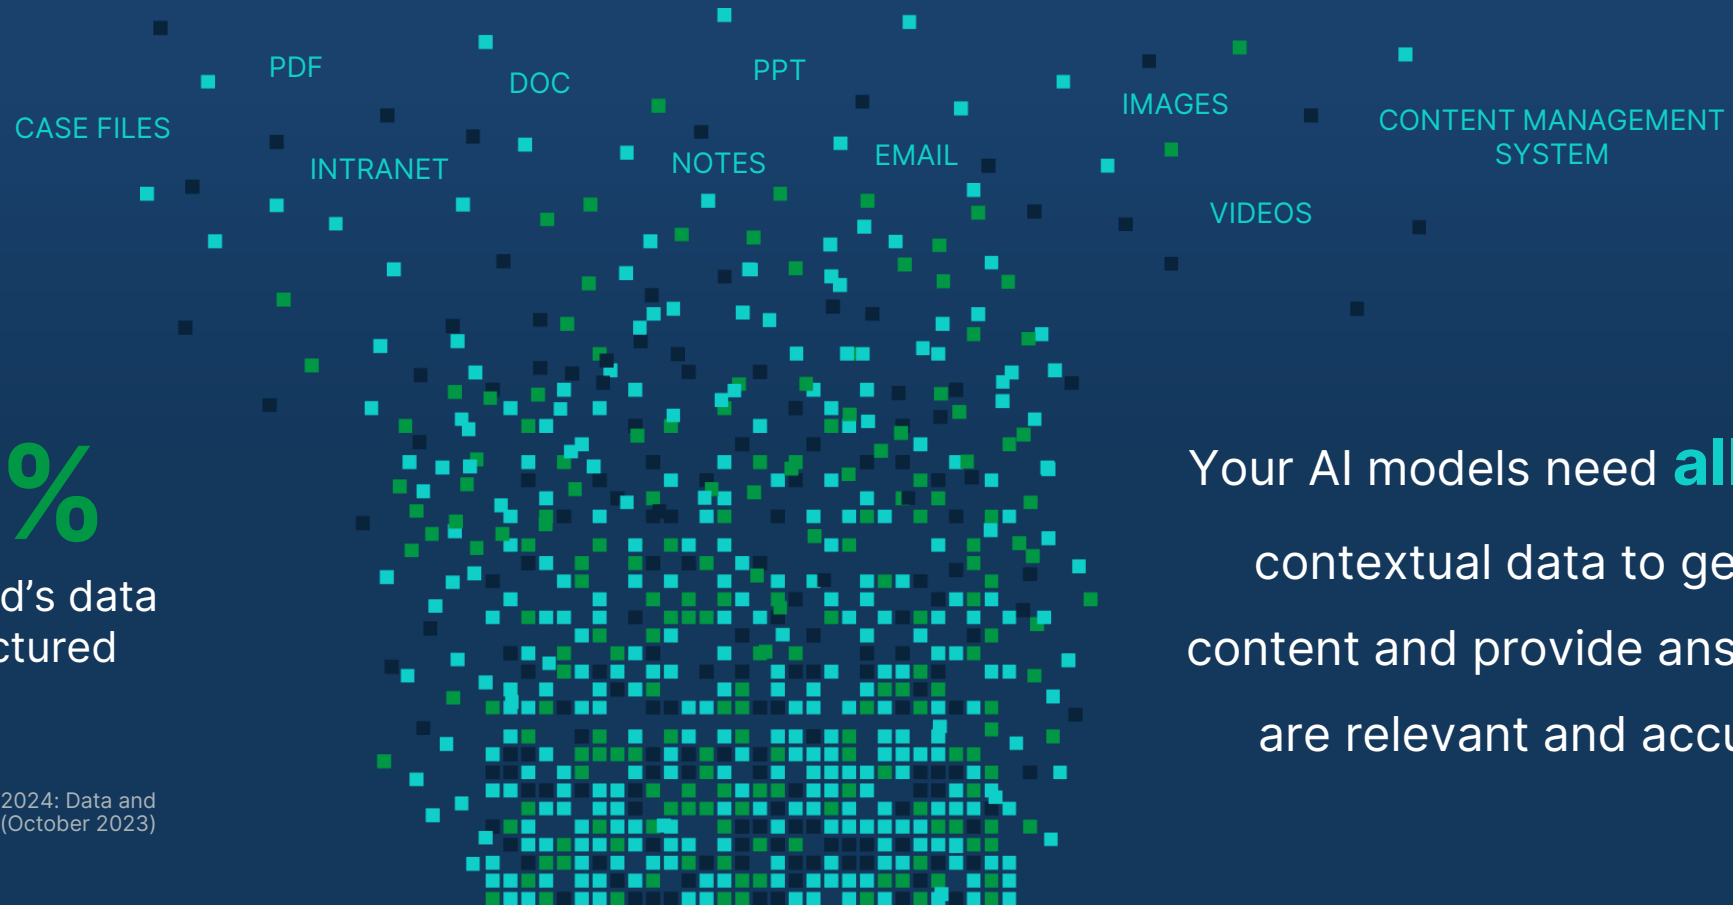 PDF
DOC
PPT
IMAGES
CASE FILES
CONTENT MANAGEMENT
SYSTEM
INTRANET
NOTES
EMAIL
VIDEOS
%
d’s data
ctured
2024: Data and
(October 2023)
Your AI models need all
contextual data to ge
content and provide ans
are relevant and accu